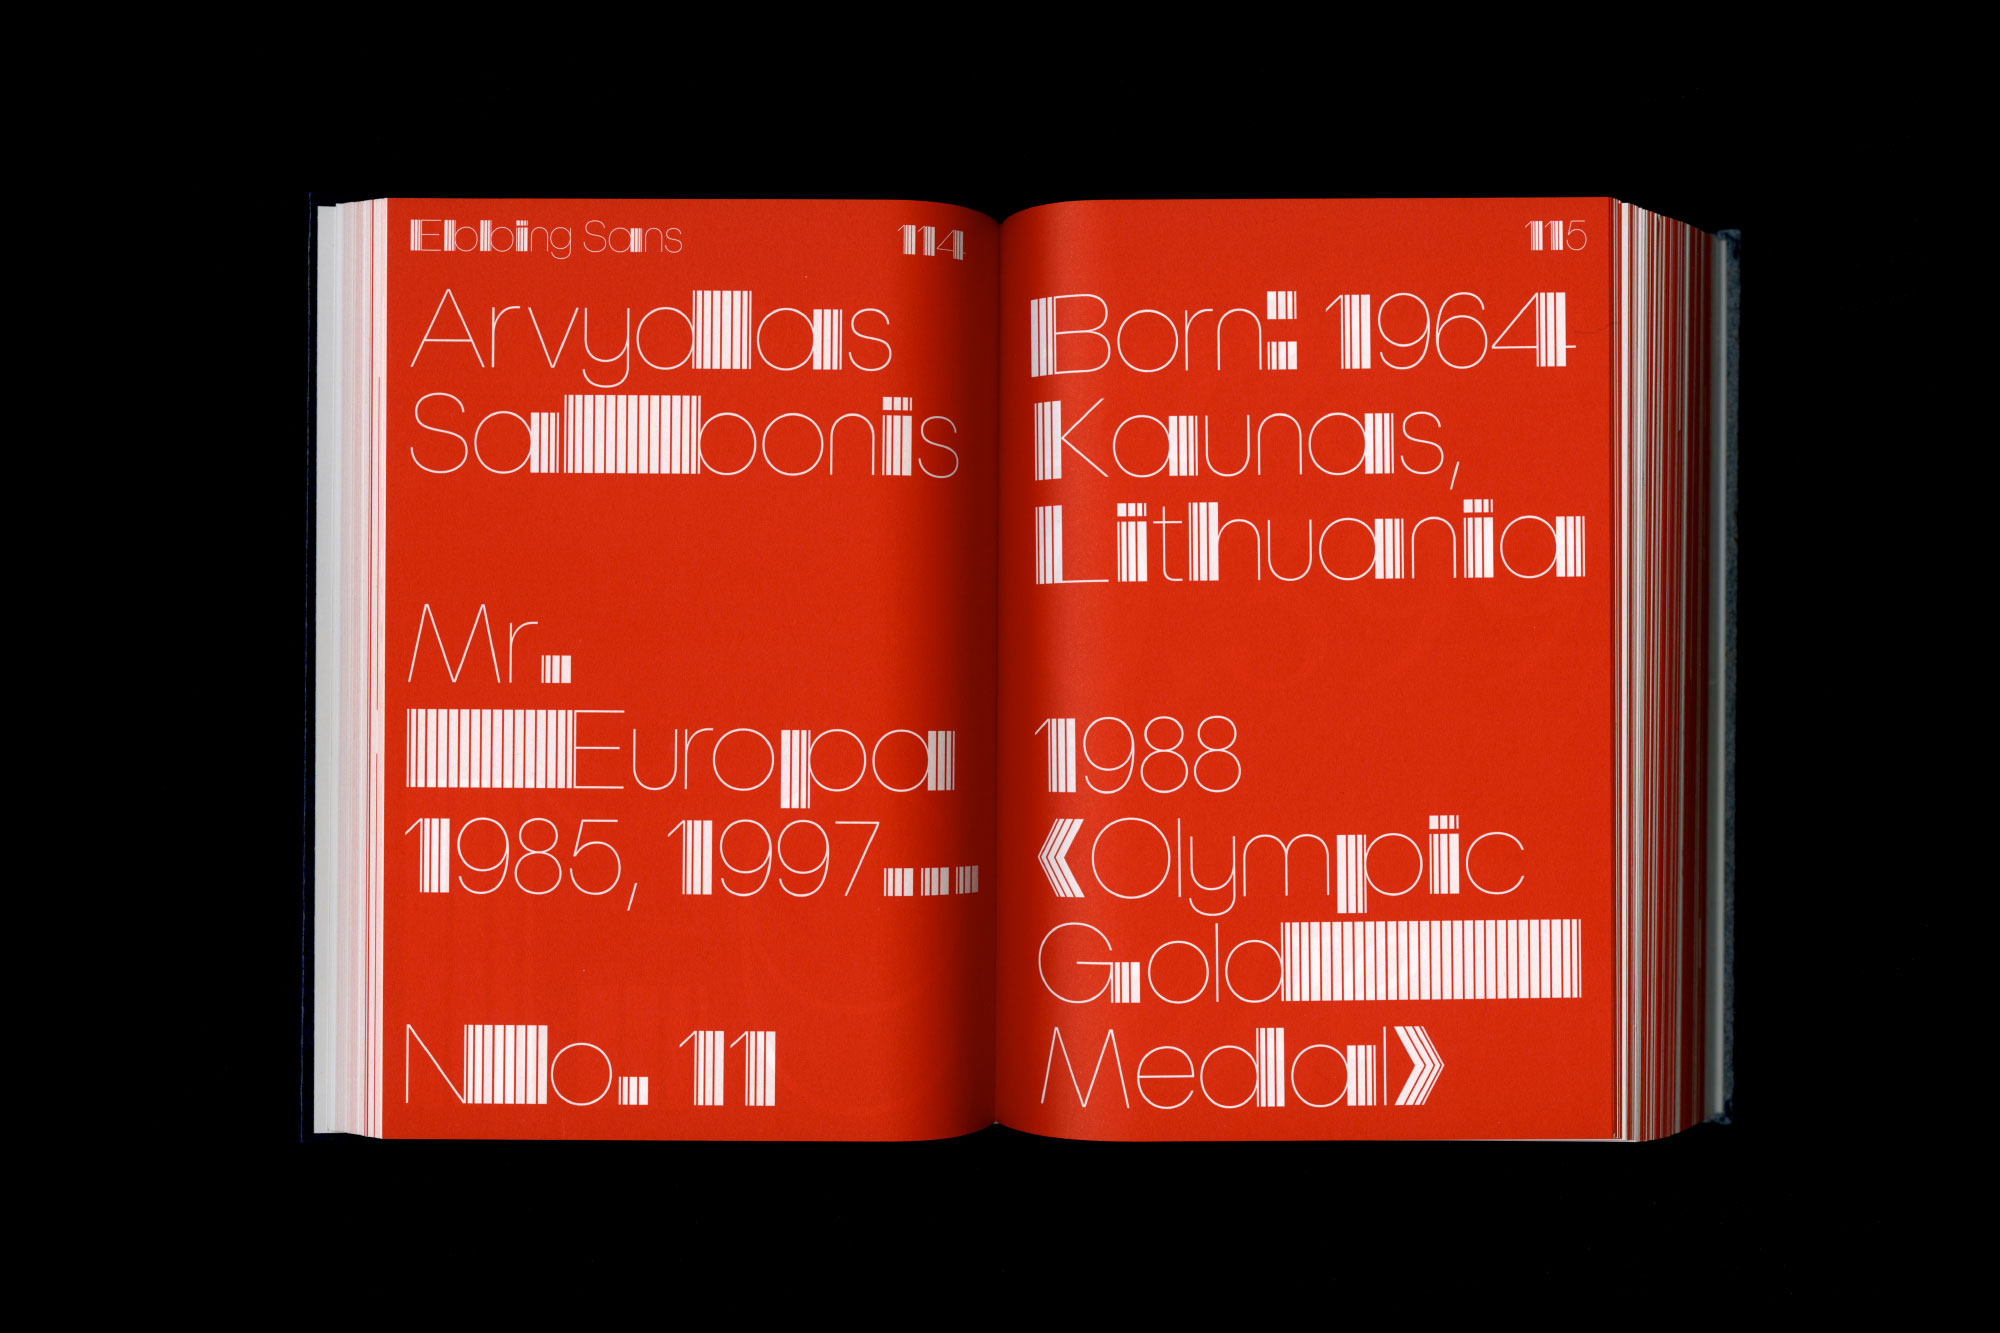 Ebbing Sans 114
Arvydas
Sabonis
Mr.
Europa
1985, 1997...
No. 11
115
Born: 1964
Kaunas,
Lithuania
1988
‹Olympic
Gold
Medal›